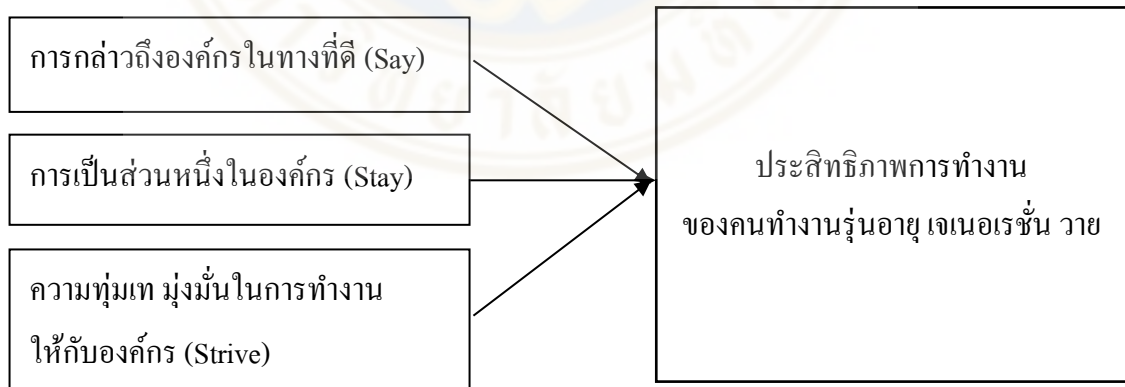 การกล่าวถึงองค์กรในทางที่ดี (Say)
การเป็นส่วนหนึ่งในองค์กร (Stay)
ความทุ่มเท มุ่งมั่นในการทำงาน
ให้กับองค์กร (Strive)
ประสิทธิภาพการทำงาน
ของคนทำงานรุ่นอายุ เจเนอเรชั่น วาย